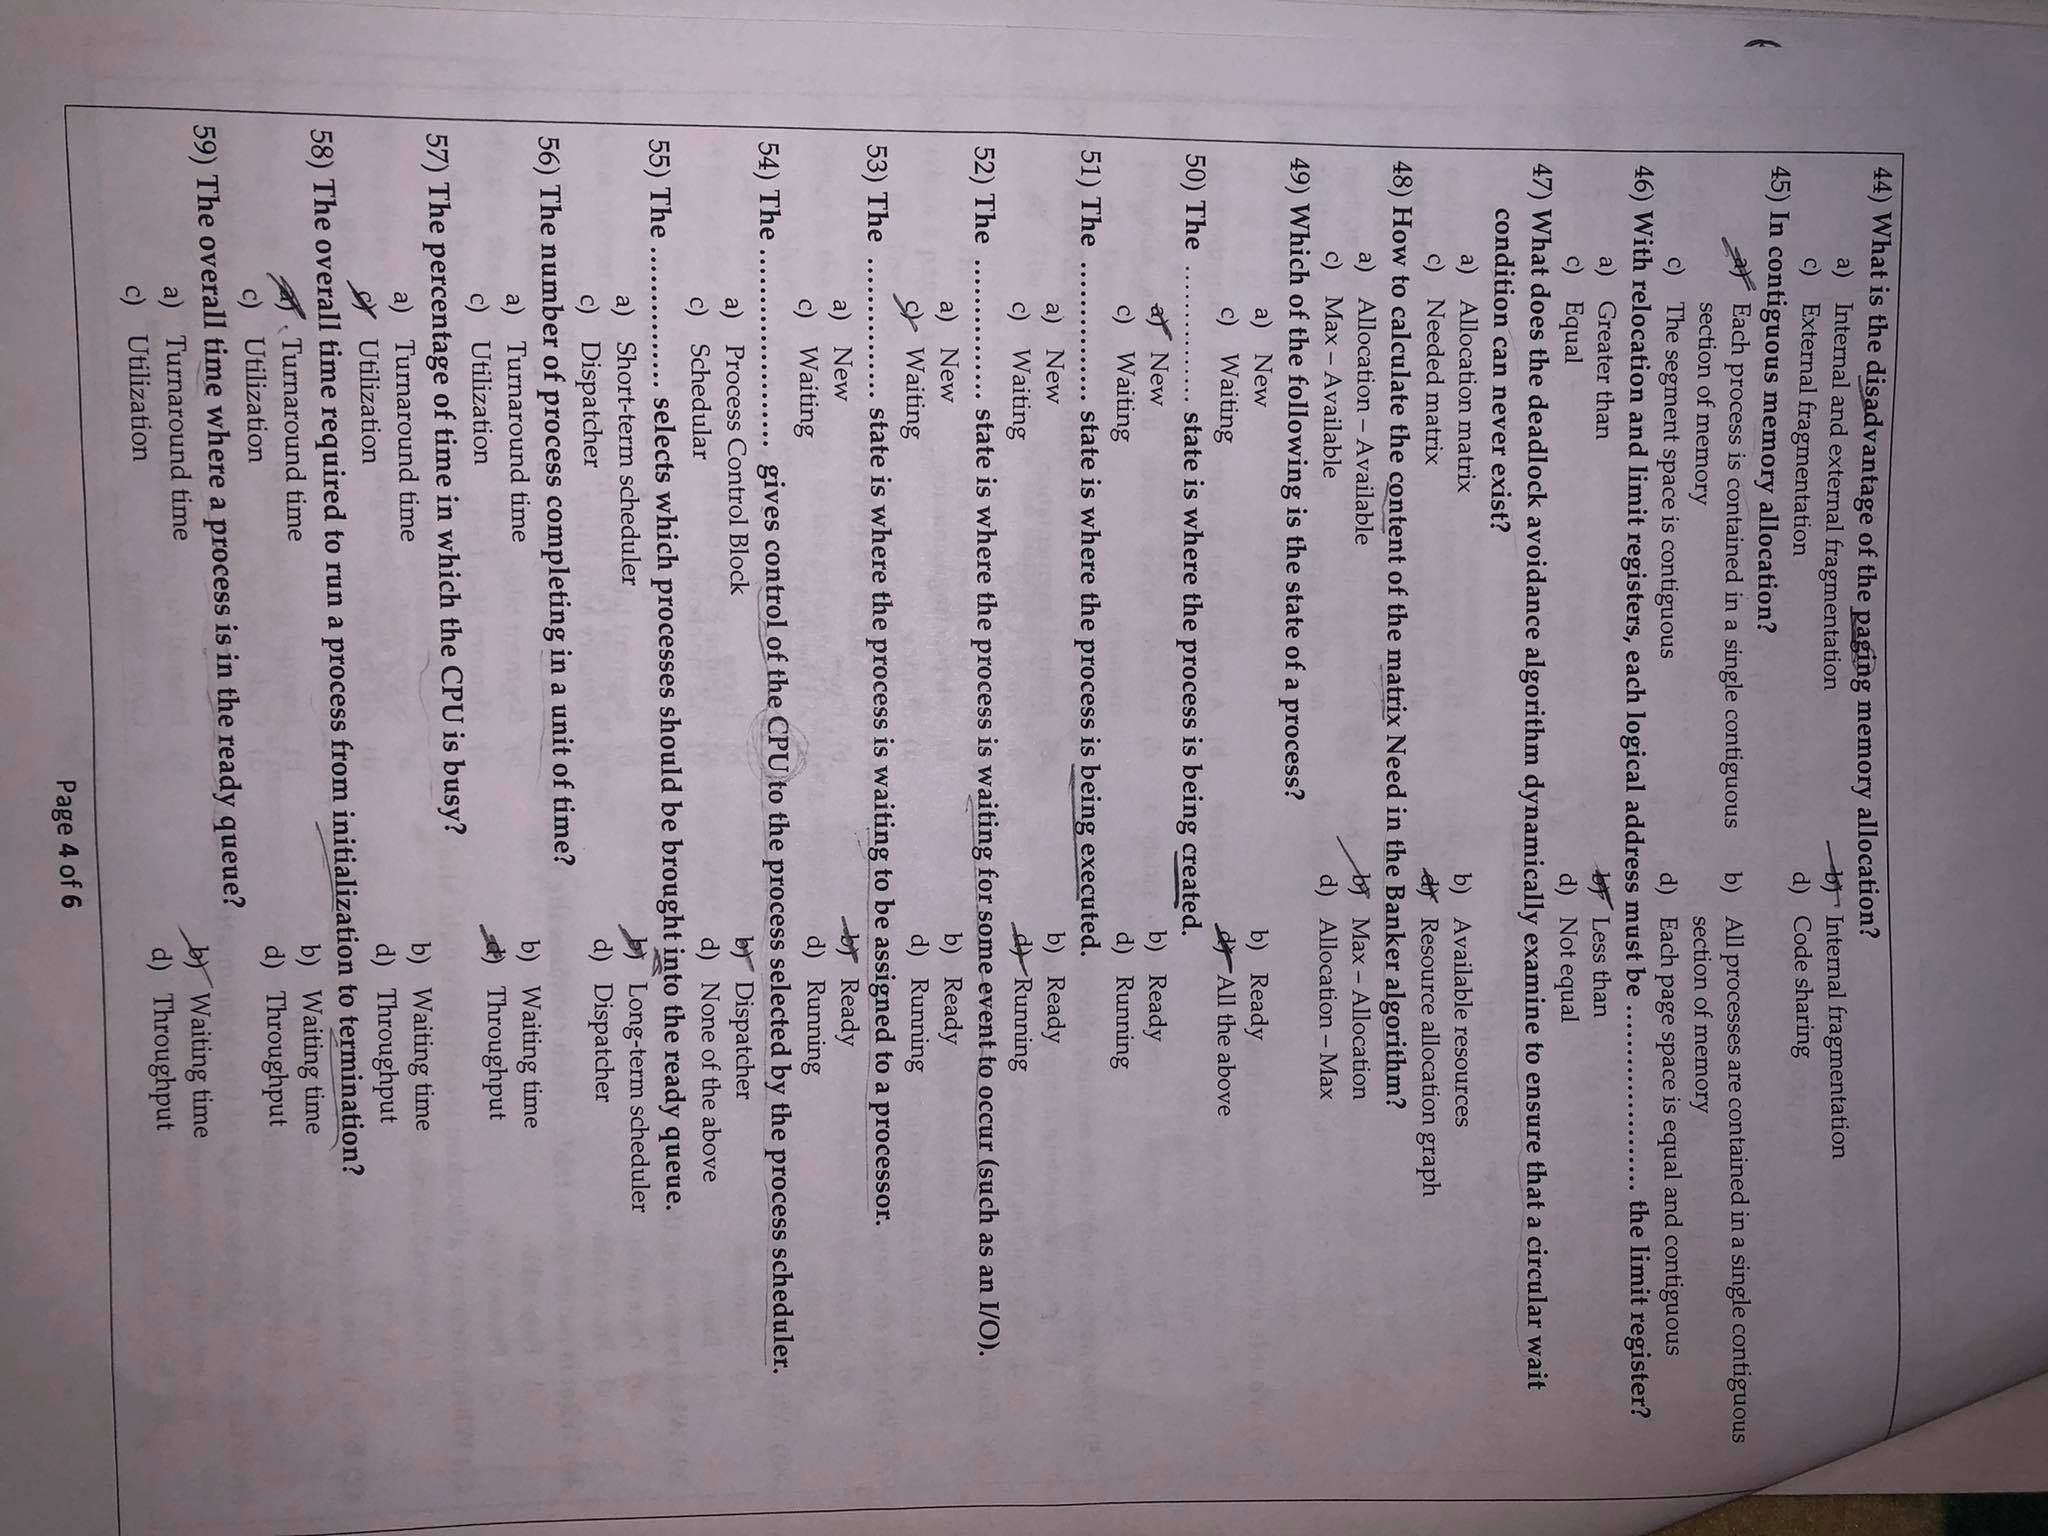 44) What is the disadvantage of the paging memory allocation?
a) Internal and external fragmentation b) Internal fragmentation
c) External fragmentation d) Code sharing
45) In contiguous memory allocation?
a) Each process is contained in a single contiguous b) All processes are contained in a single contiguous
section of memory section of memory
c) The segment space is contiguous d) Each page space is equal and contiguous
46) With relocation and limit registers, each logical address must be ................... the limit register?
a) Greater than b) Less than
c) Equal d) Not equal
47) What does the deadlock avoidance algorithm dynamically examine to ensure that a circular wait
condition can never exist?
a) Allocation matrix b) Available resources
c) Needed matrix d) Resource allocation graph
48) How to calculate the content of the matrix Need in the Banker algorithm?
a) Allocation – Available b) Max – Allocation
c) Max – Available d) Allocation – Max
49) Which of the following is the state of a process?
a) New b) Ready
c) Waiting d) All the above
50) The ............. state is where the process is being created.
a) New b) Ready
c) Waiting d) Running
51) The .............. state is where the process is being executed.
a) New b) Ready
c) Waiting d) Running
52) The .............. state is where the process is waiting for some event to occur (such as an I/O).
a) New b) Ready
c) Waiting d) Running
53) The .............. state is where the process is waiting to be assigned to a processor.
a) New b) Ready
c) Waiting d) Running
54) The .................... gives control of the CPU to the process selected by the process scheduler.
a) Process Control Block b) Dispatcher
c) Schedular d) None of the above
55) The .............. selects which processes should be brought into the ready queue.
a) Short-term scheduler b) Long-term scheduler
c) Dispatcher d) Dispatcher
56) The number of process completing in a unit of time?
a) Turnaround time b) Waiting time
c) Utilization d) Throughput
57) The percentage of time in which the CPU is busy?
a) Turnaround time b) Waiting time
c) Utilization d) Throughput
58) The overall time required to run a process from initialization to termination?
a) Turnaround time b) Waiting time
c) Utilization d) Throughput
59) The overall time where a process is in the ready queue?
a) Turnaround time b) Waiting time
c) Utilization d) Throughput
Page 4 of 6